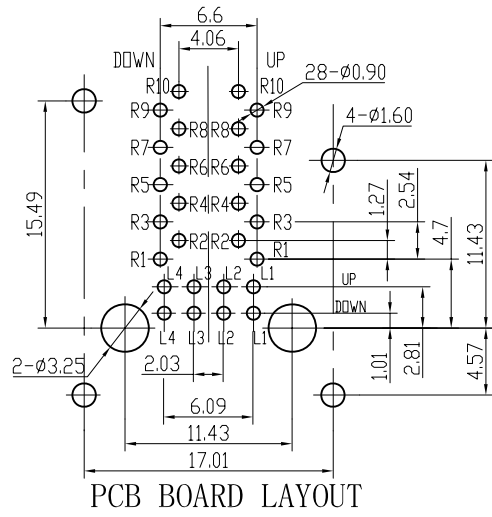 6.6
4.06
DOWN UP
R10 R10
28-Ø0.90
R9 R9
R8 R8
4-Ø1.60
R7 R7
R6 R6
R5 R5
R4 R4
R3 R3
R2 R2
R1 R1
15.49
1.27
2.54
4.7
11.43
L4 L3 L2 L1
UP
DOWN
L4 L3 L2 L1
2-Ø3.25
2.03
1.01
2.81
4.57
6.09
11.43
17.01
PCB BOARD LAYOUT